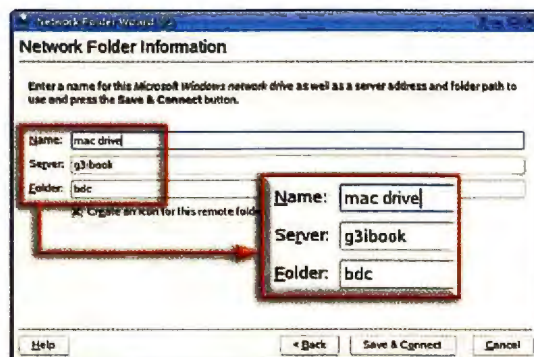 Network Folder Wizard
Network Folder Information
Enter a name for this Microsoft Windows network drive as well as a server address and folder path to
use and press the Save & Connect button.
Name: mac drive
Server: g3ibook
Folder: bdc
Create an icon for this remote folde
Name: mac drive
Server: g3ibook
Folder: bdc
Help
< Back
Save & Connect
Cancel